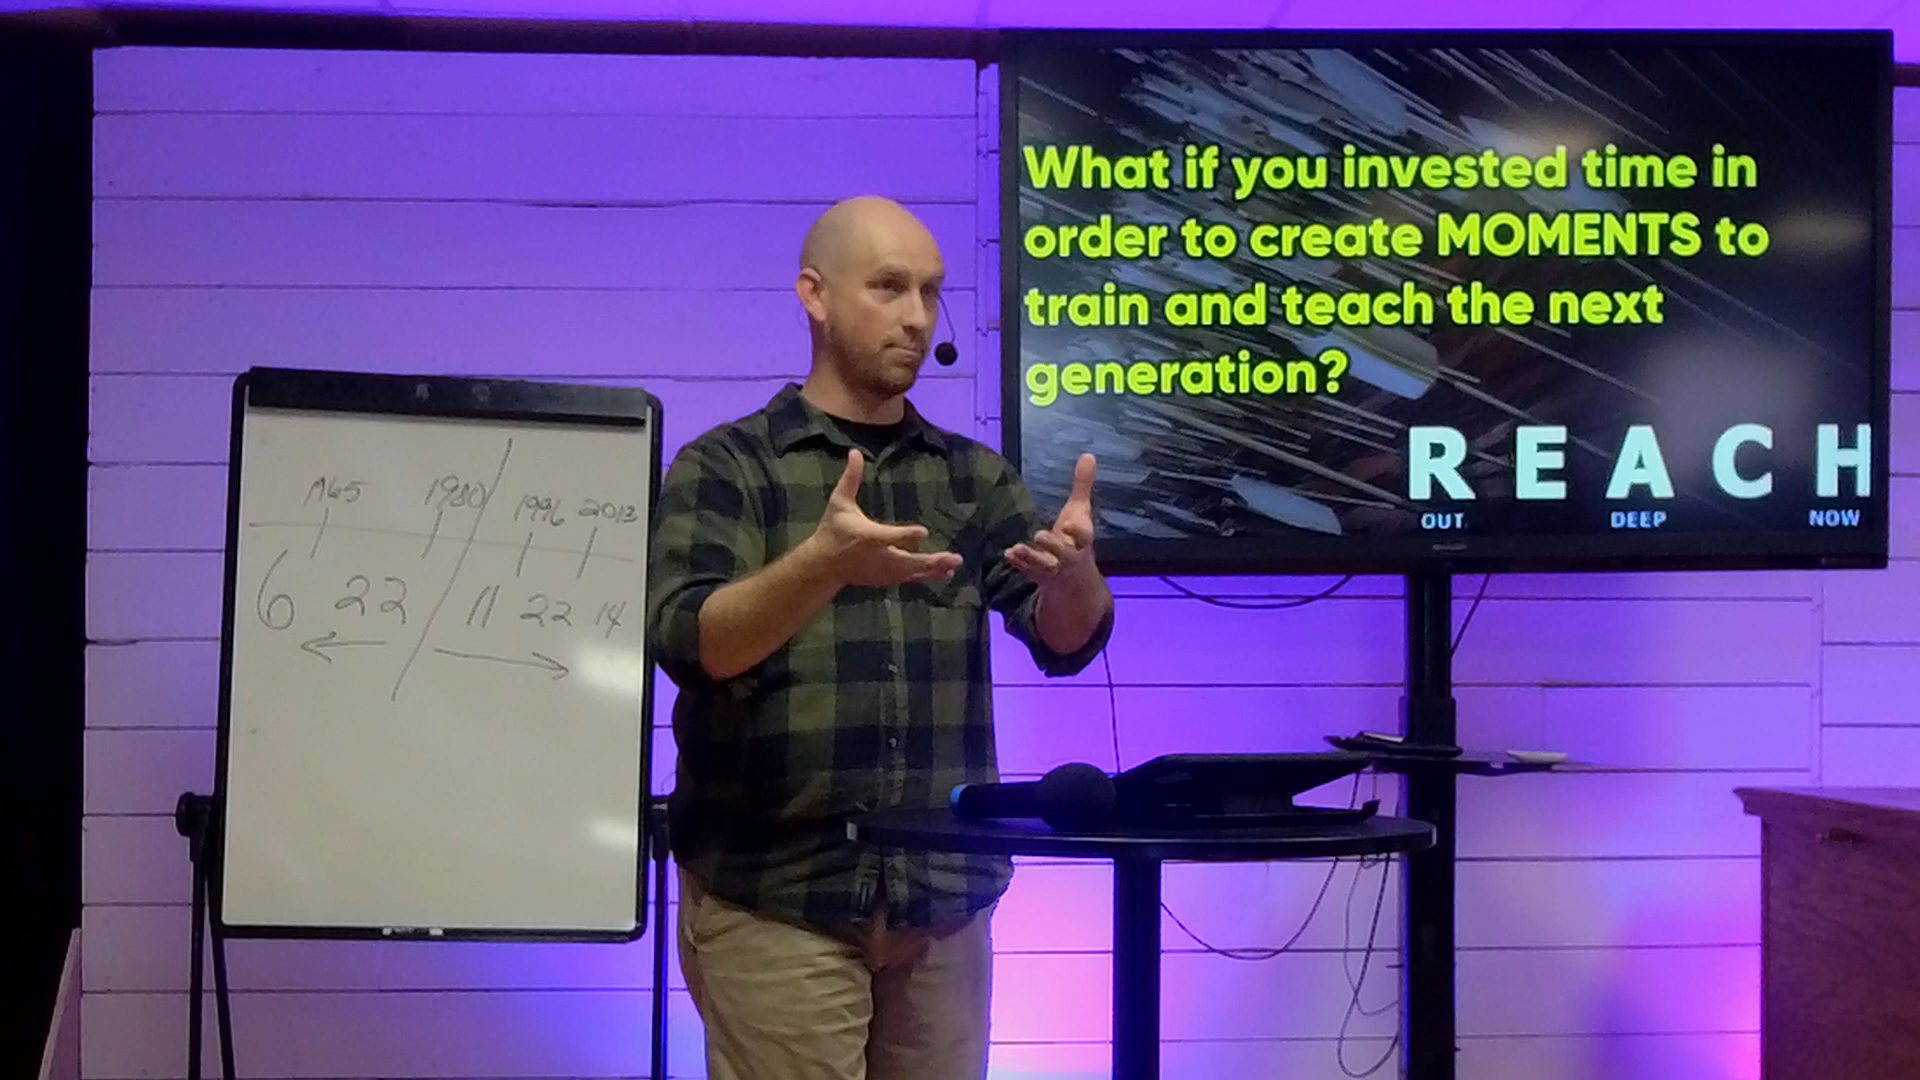 1965 1980 1996 2013
6 22 11 22 14
What if you invested time in
order to create MOMENTS to
train and teach the next
generation?
REACH
OUT DEEP NOW